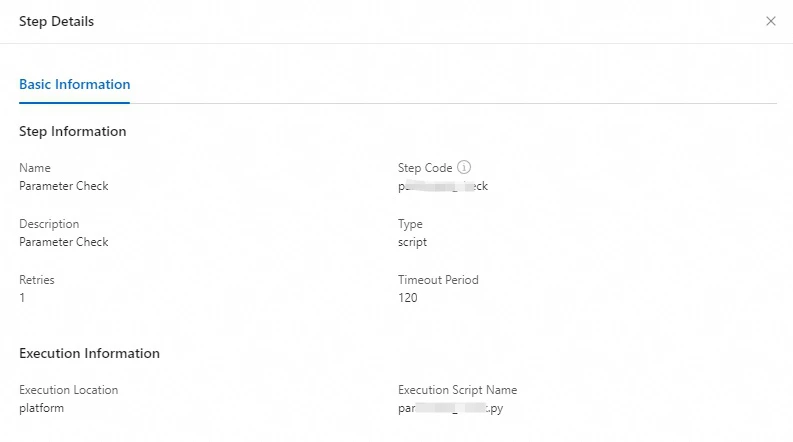 Step Details
Basic Information
Step Information
Name
Parameter Check
Step Code
Description
Parameter Check
Type
script
Retries
1
Timeout Period
120
Execution Information
Execution Location
platform
Execution Script Name